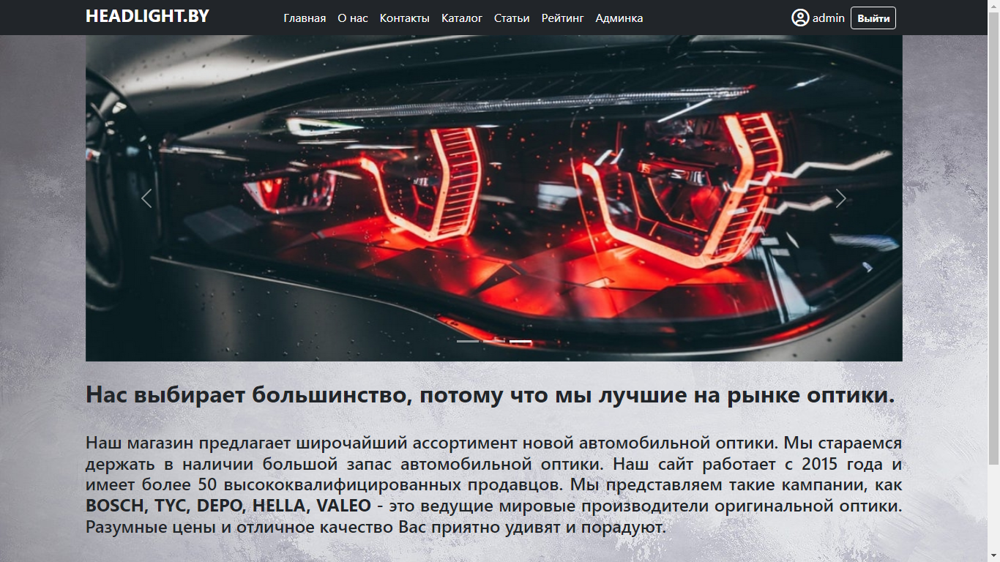 HEADLIGHT.BY
Главная О нас Контакты Каталог Статьи Рейтинг Админка
admin Выйти
Нас выбирает большинство, потому что мы лучшие на рынке оптики.
Наш магазин предлагает широчайший ассортимент новой автомобильной оптики. Мы стараемся
держать в наличии большой запас автомобильной оптики. Наш сайт работает с 2015 года и
имеет более 50 высококвалифицированных продавцов. Мы представляем такие кампании, как
BOSCH, TYC, DEPO, HELLA, VALEO - это ведущие мировые производители оригинальной оптики.
Разумные цены и отличное качество Вас приятно удивят и порадуют.